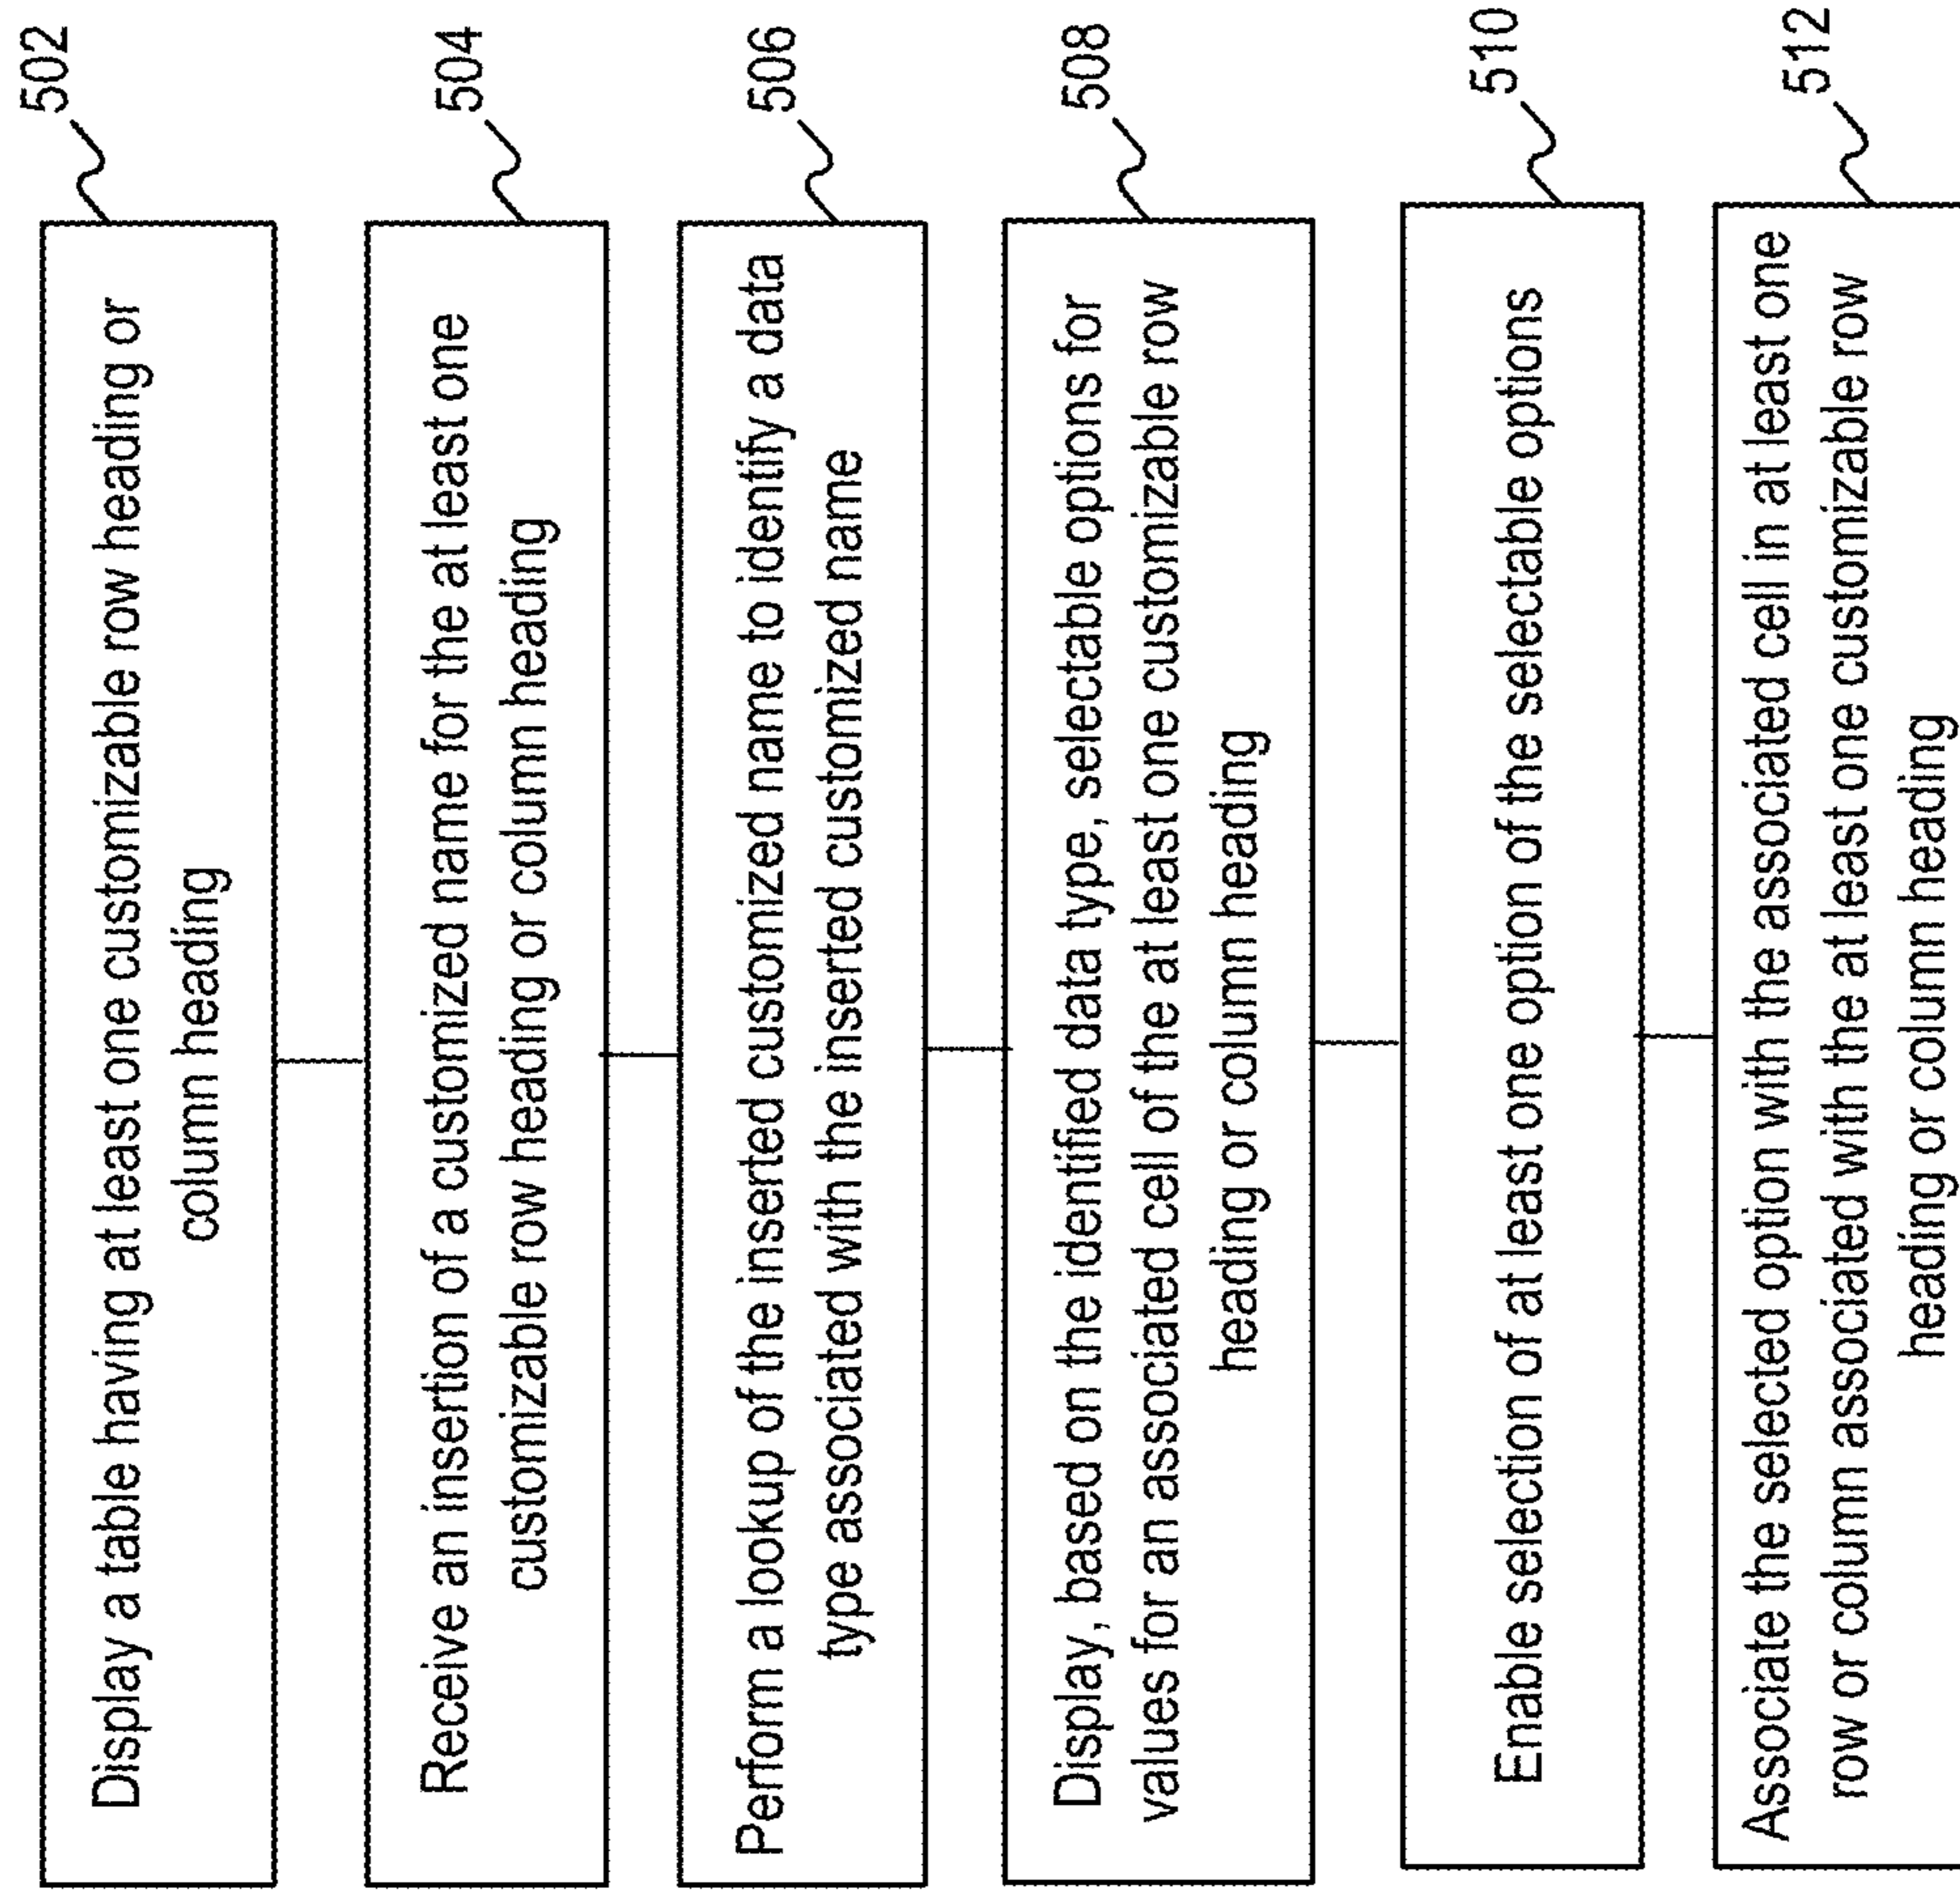 502
Display a table having at least one customizable row heading or
column heading
504
Receive an insertion of a customized name for the at least one
customizable row heading or column heading
506
Perform a lookup of the inserted customized name to identify a data
type associated with the inserted customized name
508
Display, based on the identified data type, selectable options for
values for an associated cell of the at least one customizable row
heading or column heading
510
Enable selection of at least one option of the selectable options
512
Associate the selected option with the associated cell in at least one
row or column associated with the at least one customizable row
heading or column heading